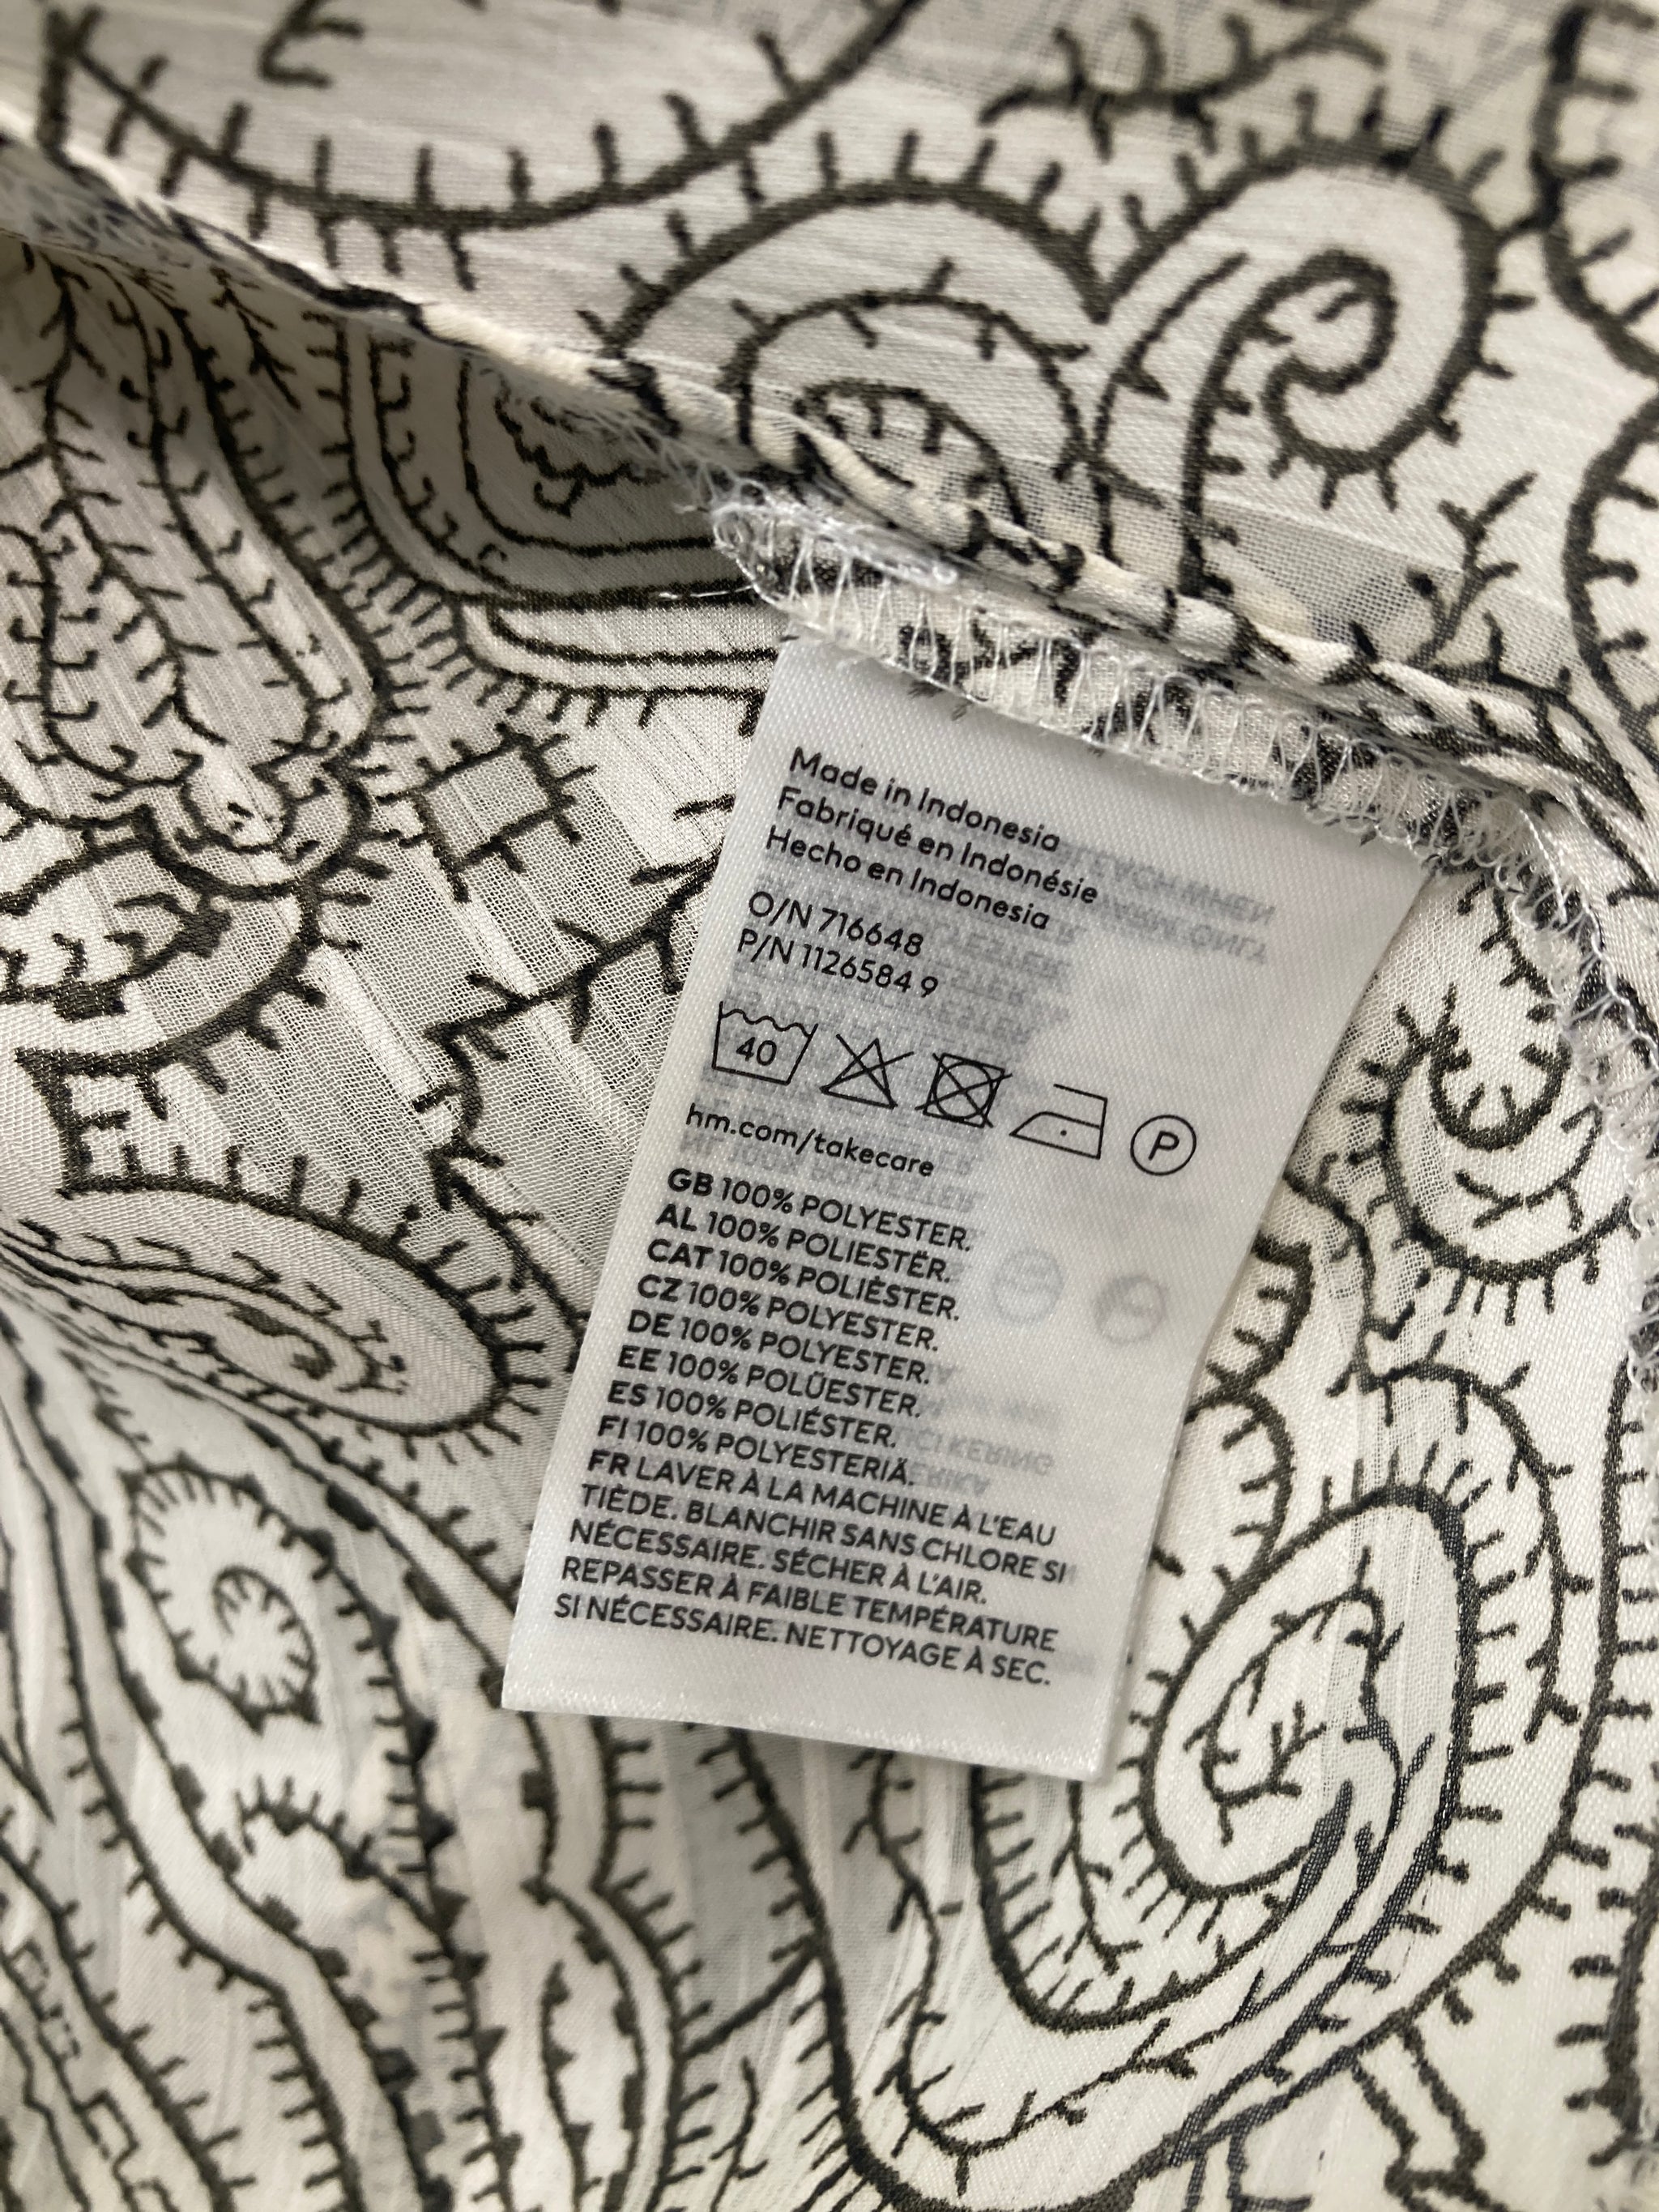 Made in Indonesia
Fabriqué en Indonésie
Hecho en Indonesia
O/N 716648
P/N 1126584 9
40
P
hm.com/takecare
GB 100% POLYESTER.
AL 100% POLIESTËR.
CAT 100% POLIÈSTER.
CZ 100% POLYESTER.
DE 100% POLYESTER.
EE 100% POLÜESTER.
ES 100% POLIÉSTER.
FI 100% POLYESTERIÄ.
FR LAVER À LA MACHINE À L'EAU
TIÈDE. BLANCHIR SANS CHLORE SI
NÉCESSAIRE. SÉCHER À L'AIR.
REPASSER À FAIBLE TEMPÉRATURE
SI NÉCESSAIRE. NETTOYAGE À SEC.